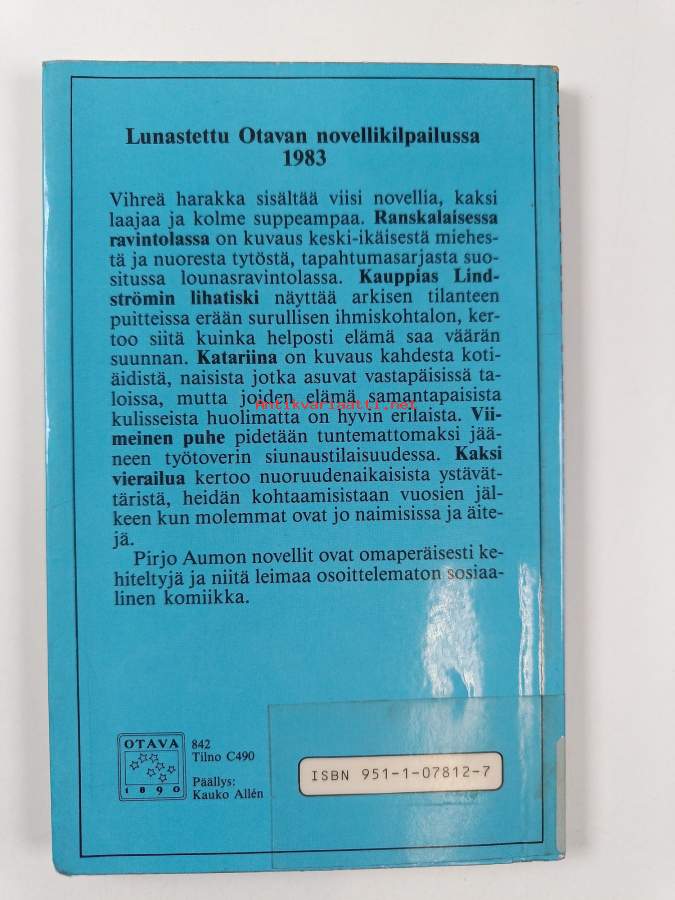 Lunastettu Otavan novellikilpailussa
1983
Vihreä harakka sisältää viisi novellia, kaksi
laajaa ja kolme suppeampaa. Ranskalaisessa
ravintolassa on kuvaus keski-ikäisestä miehes-
tä ja nuoresta tytöstä, tapahtumasarjasta suo-
situssa lounasravintolassa. Kauppias Lind-
strömin lihatiski näyttää arkisen tilanteen
puitteissa erään surullisen ihmiskohtalon, ker-
too siitä kuinka helposti elämä saa väärän
suunnan. Katariina on kuvaus kahdesta koti-
äidistä, naisista jotka asuvat vastapäisissä ta-
loissa, mutta joiden elämä samantapaisista
Antikvariaatti.net
kulisseista huolimatta on hyvin erilaista. Vii-
meinen puhe pidetään tuntemattomaksi jää-
neen työtoverin siunaustilaisuudessa. Kaksi
vierailua kertoo nuoruudenaikaisista ystävät-
täristä, heidän kohtaamisistaan vuosien jäl-
keen kun molemmat ovat jo naimisissa ja äite-
jä.
Pirjo Aumon novellit ovat omaperäisesti ke-
hiteltyjä ja niitä leimaa osoittelematon sosiaa-
linen komiikka.
OTAVA
1890
842
Tilno C490
Päällys:
Kauko Allén
ISBN 951-1-07812-7